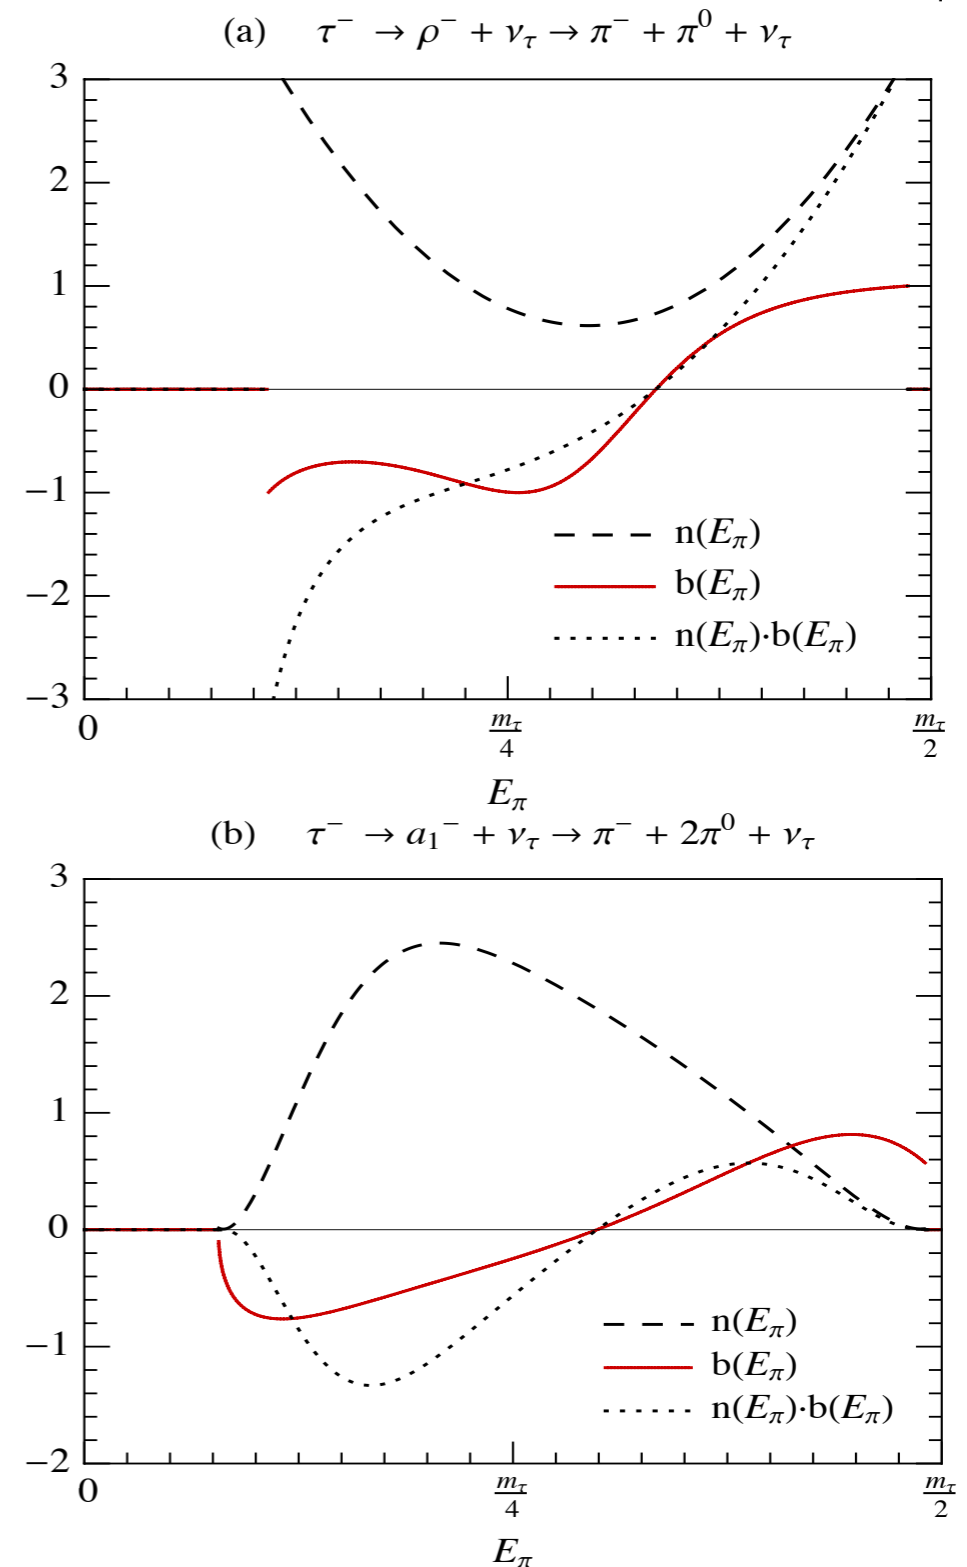 (a) τ⁻ → ρ⁻ + ν_τ → π⁻ + π⁰ + ν_τ
3
2
1
0
−1
−2
−3
n(E_π)
b(E_π)
n(E_π)·b(E_π)
0 m_τ/4 m_τ/2
E_π
(b) τ⁻ → a₁⁻ + ν_τ → π⁻ + 2π⁰ + ν_τ
3
2
1
0
−1
−2
n(E_π)
b(E_π)
n(E_π)·b(E_π)
0 m_τ/4 m_τ/2
E_π